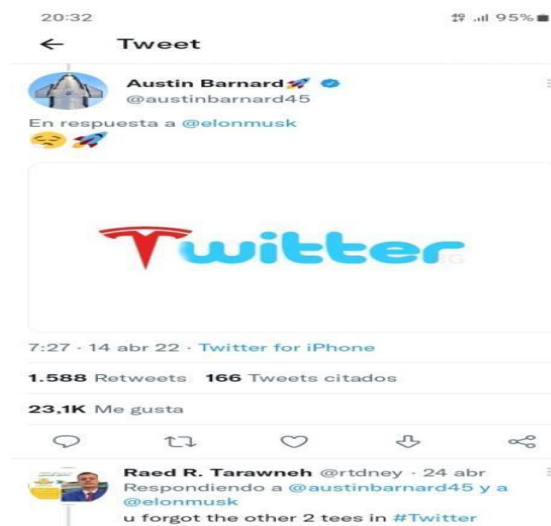 20:32
95%
Tweet
Austin Barnard
@austinbarnard45
En respuesta a @elonmusk
Twitter
7:27 · 14 abr 22 · Twitter for iPhone
1.588 Retweets 166 Tweets citados
23,1K Me gusta
Raed R. Tarawneh @rtdney · 24 abr
Respondiendo a @austinbarnard45 y a
@elonmusk
u forgot the other 2 tees in #Twitter